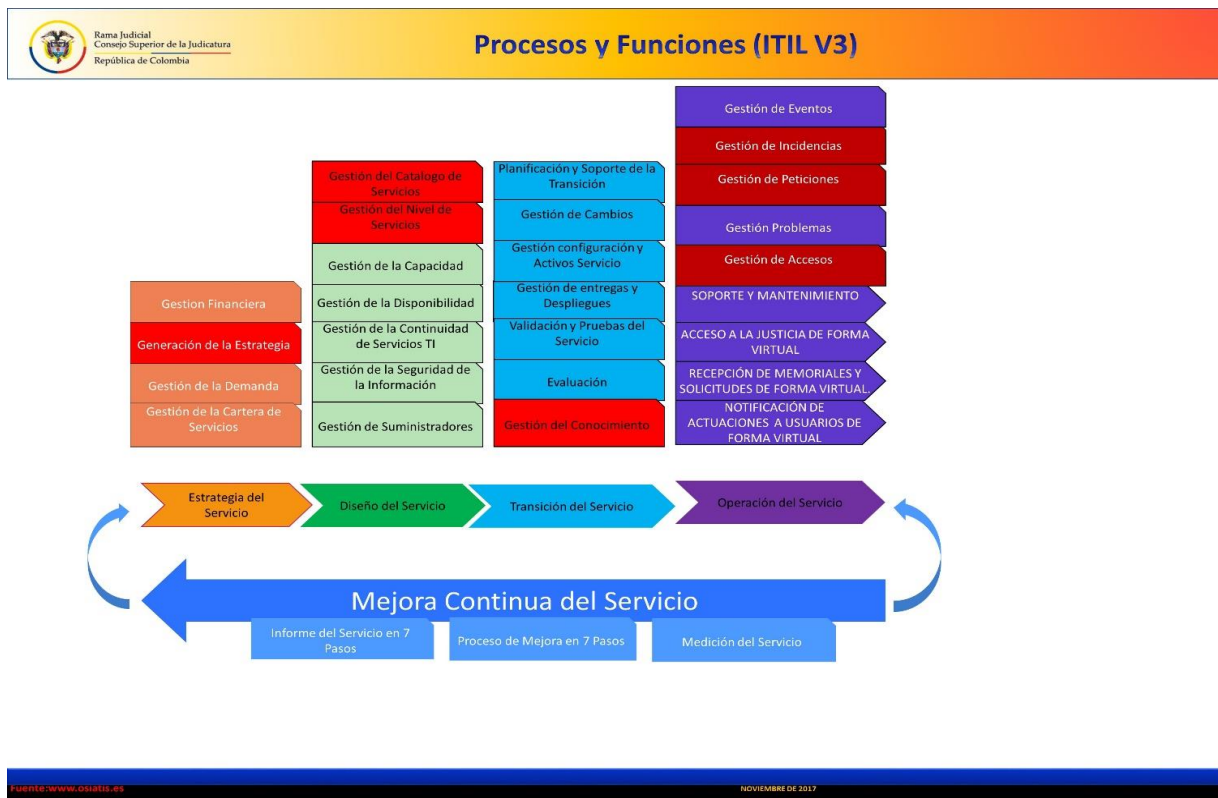 Rama Judicial
Consejo Superior de la Judicatura
República de Colombia
Procesos y Funciones (ITIL V3)
Gestion Financiera
Generación de la Estrategia
Gestión de la Demanda
Gestión de la Cartera de
Servicios
Gestión del Catalogo de
Servicios
Gestión del Nivel de
Servicios
Gestión de la Capacidad
Gestión de la Disponibilidad
Gestión de la Continuidad
de Servicios TI
Gestión de la Seguridad de
la Información
Gestión de Suministradores
Planificación y Soporte de la
Transición
Gestión de Cambios
Gestión configuración y
Activos Servicio
Gestión de entregas y
Despliegues
Validación y Pruebas del
Servicio
Evaluación
Gestión del Conocimiento
Gestión de Eventos
Gestión de Incidencias
Gestión de Peticiones
Gestión Problemas
Gestión de Accesos
SOPORTE Y MANTENIMIENTO
ACCESO A LA JUSTICIA DE FORMA
VIRTUAL
RECEPCIÓN DE MEMORIALES Y
SOLICITUDES DE FORMA VIRTUAL.
NOTIFICACIÓN DE
ACTUACIONES A USUARIOS DE
FORMA VIRTUAL
Estrategia del
Servicio
Diseño del Servicio
Transición del Servicio
Operación del Servicio
Mejora Continua del Servicio
Informe del Servicio en 7
Pasos
Proceso de Mejora en 7 Pasos
Medición del Servicio
Fuente:www.osiatis.es
NOVIEMBRE DE 2017